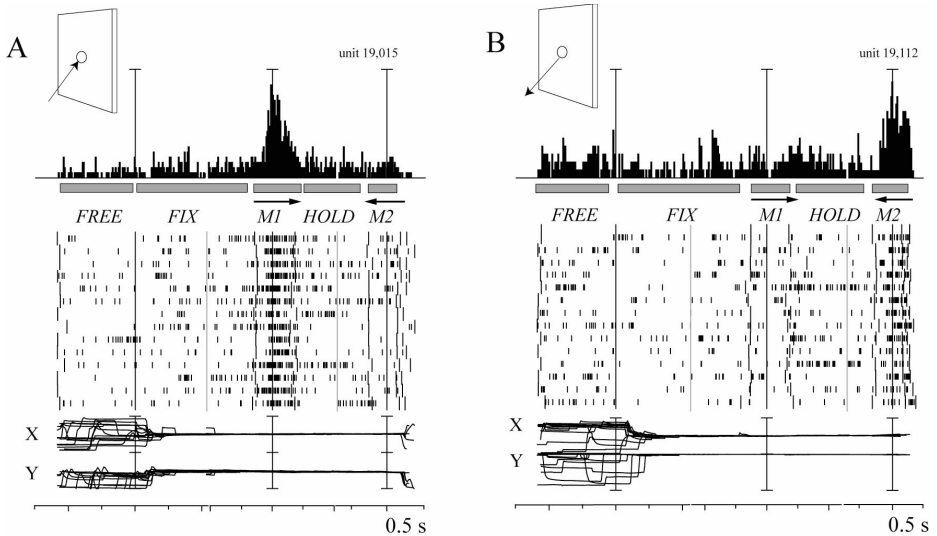 A
unit 19,015
FREE FIX M1 HOLD M2
X
Y
0.5 s
B
unit 19,112
FREE FIX M1 HOLD M2
X
Y
0.5 s